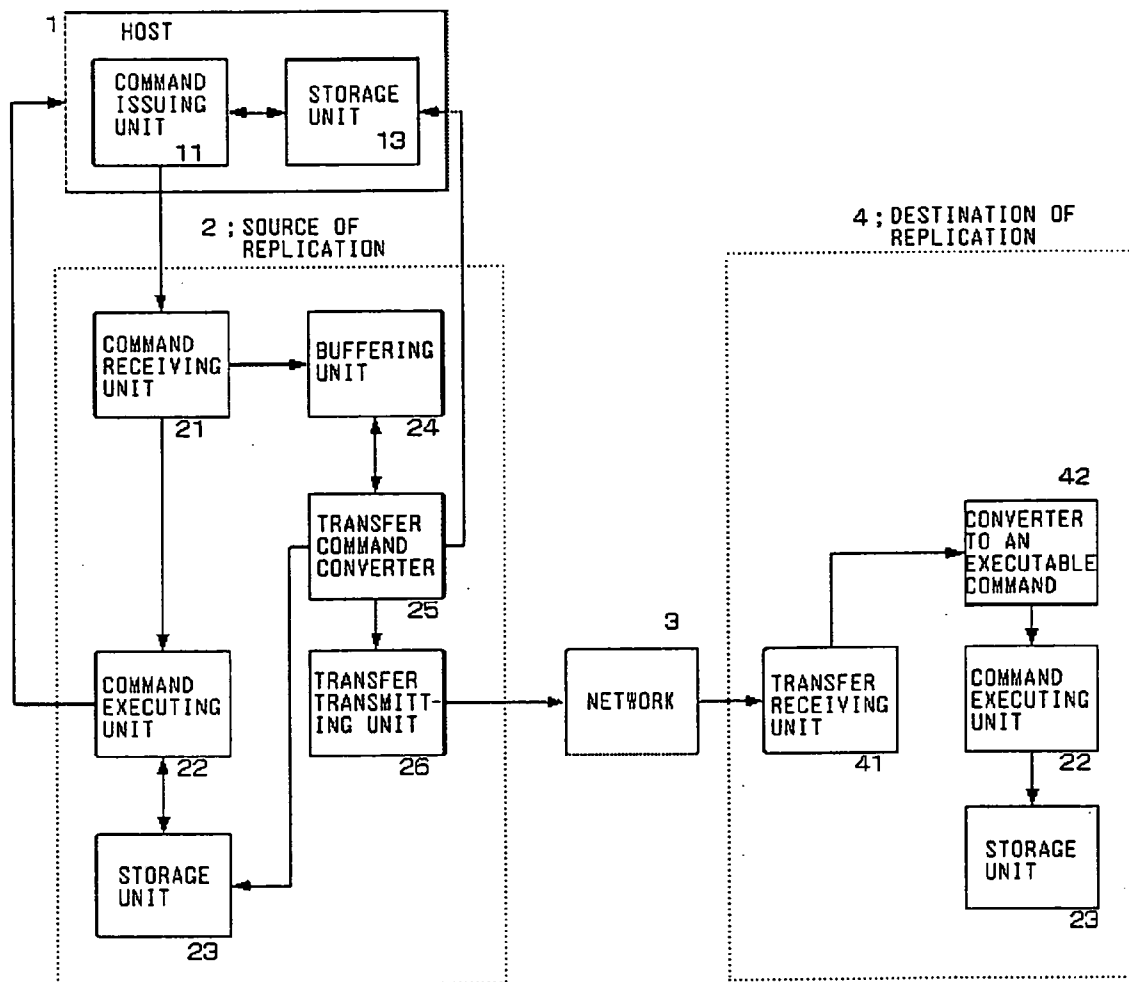 1
HOST
COMMAND
ISSUING
UNIT
11
STORAGE
UNIT
13
2 ; SOURCE OF
REPLICATION
4 ; DESTINATION OF
REPLICATION
COMMAND
RECEIVING
UNIT
21
BUFFERING
UNIT
24
TRANSFER
COMMAND
CONVERTER
25
42
CONVERTER
TO AN
EXECUTABLE
COMMAND
COMMAND
EXECUTING
UNIT
22
TRANSFER
TRANSMITT-
ING UNIT
26
3
NETWORK
TRANSFER
RECEIVING
UNIT
41
COMMAND
EXECUTING
UNIT
22
STORAGE
UNIT
23
STORAGE
UNIT
23